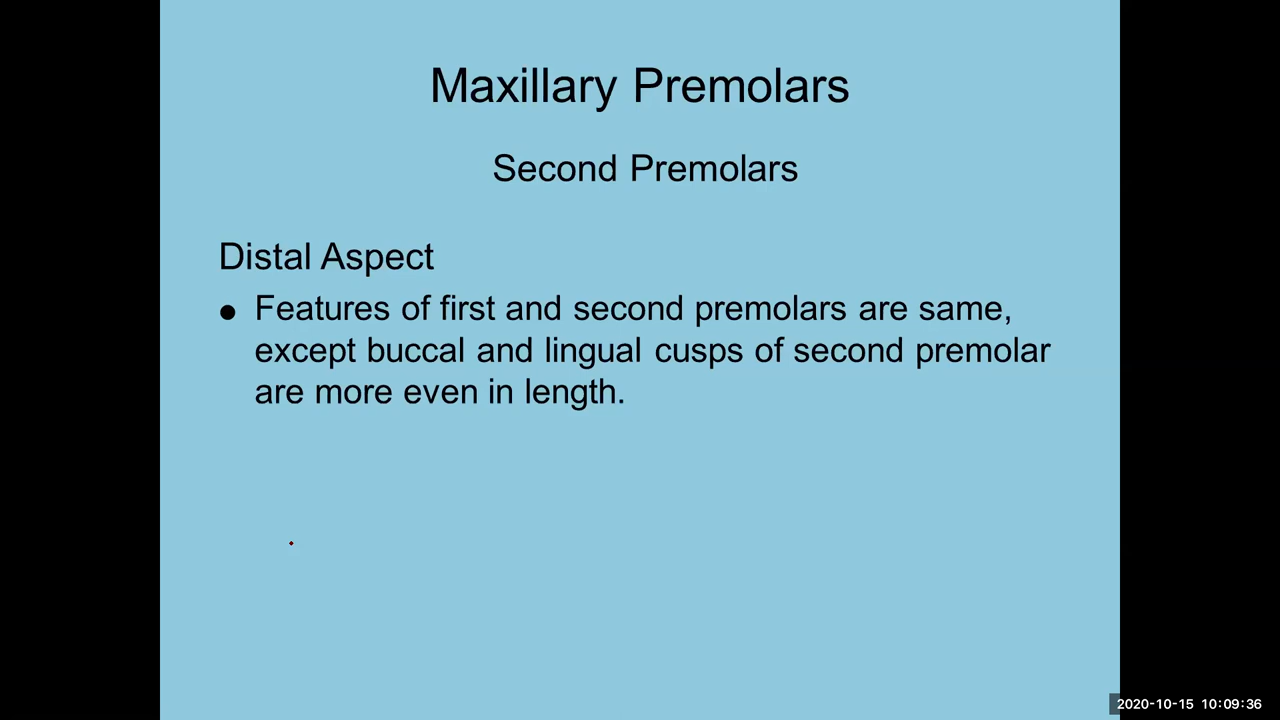 Maxillary Premolars
Second Premolars
Distal Aspect
● Features of first and second premolars are same,
except buccal and lingual cusps of second premolar
are more even in length.
2020-10-15 10:09:36